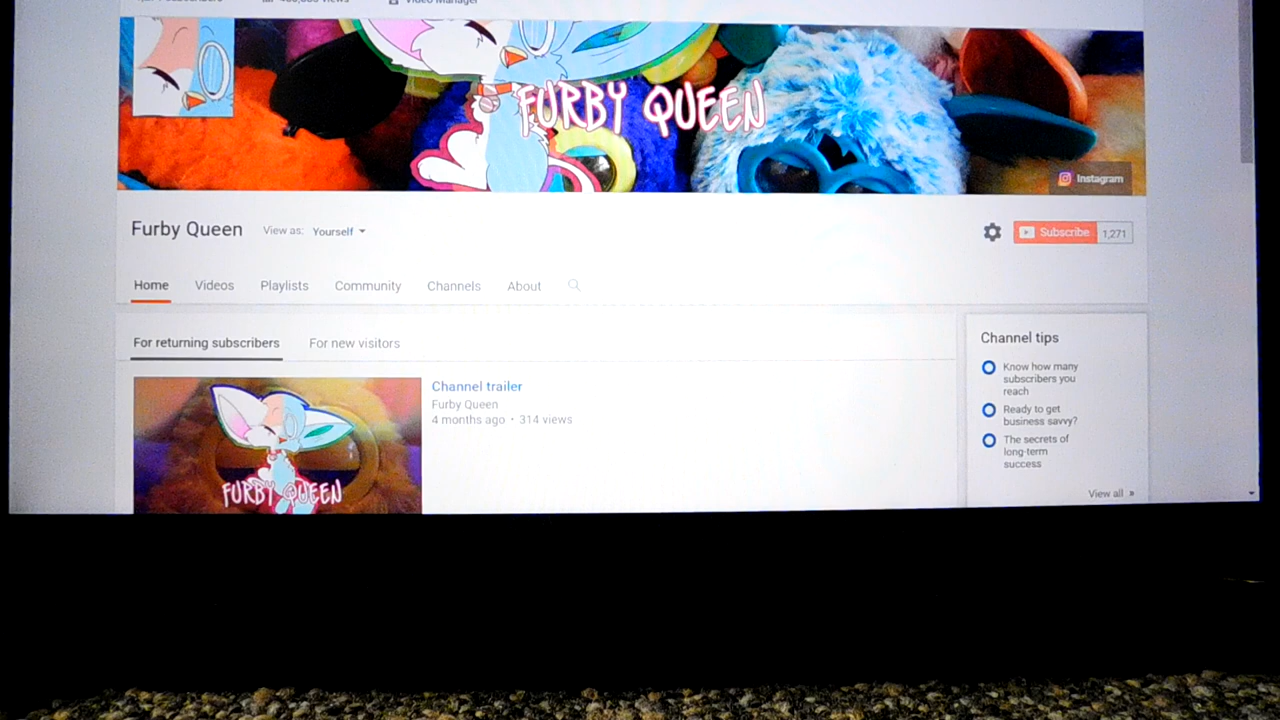 Video Manager
FURBY QUEEN
Instagram
Furby Queen
View as: Yourself
Subscribe 1,271
Home Videos Playlists Community Channels About
For returning subscribers For new visitors
Channel trailer
Furby Queen
4 months ago · 314 views
FURBY QUEEN
Channel tips
Know how many
subscribers you
reach
Ready to get
business savvy?
The secrets of
long-term
success
View all »